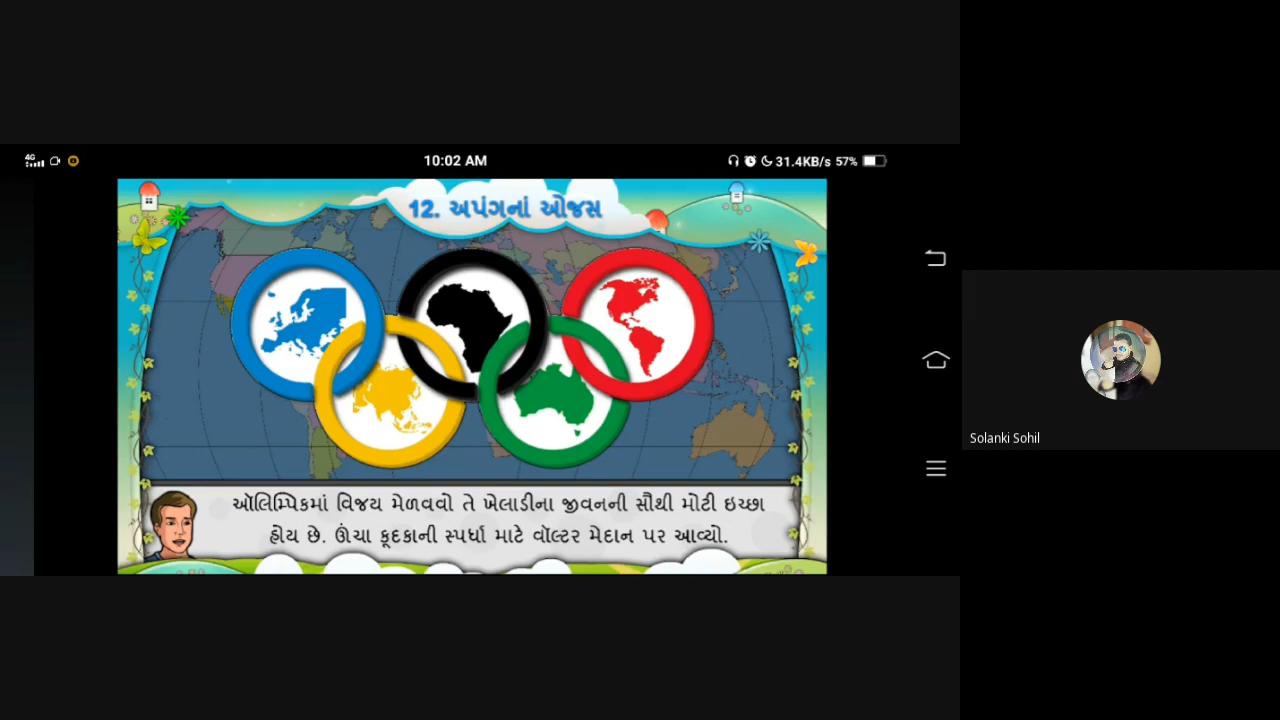 4G
10:02 AM
31.4KB/s 57%
12. અપંગનાં ઓજસ
ઑલિમ્પિકમાં વિજય મેળવવો તે ખેલાડીના જીવનની સૌથી મોટી ઇચ્છા
હોય છે. ઊંચા કૂદકાની સ્પર્ધા માટે વૉલ્ટર મેદાન પર આવ્યો.
Solanki Sohil